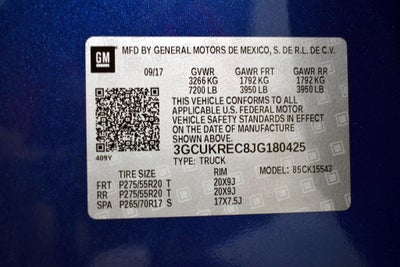 GM
MFD BY GENERAL MOTORS DE MEXICO, S. DE R.L. DE C.V.
09/17 GVWR GAWR FRT GAWR RR
3266 KG 1792 KG 1792 KG
7200 LB 3950 LB 3950 LB
THIS VEHICLE CONFORMS TO ALL
APPLICABLE U.S. FEDERAL MOTOR
VEHICLE SAFETY STANDARDS IN EFFECT
ON THE DATE OF MANUFACTURE
SHOWN ABOVE.
409Y
3GCUKREC8JG180425
TYPE: TRUCK
TIRE SIZE RIM MODEL: 85CK15543
FRT P275/55R20 T 20X9J
RR P275/55R20 T 20X9J
SPA P265/70R17 S 17X7.5J